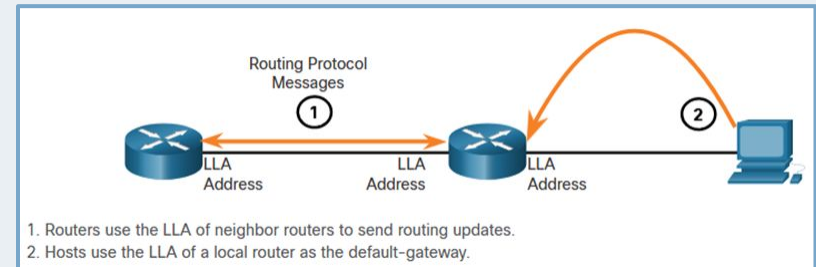 Routing Protocol
Messages
1
2
LLA
Address
LLA
Address
LLA
Address
1. Routers use the LLA of neighbor routers to send routing updates.
2. Hosts use the LLA of a local router as the default-gateway.